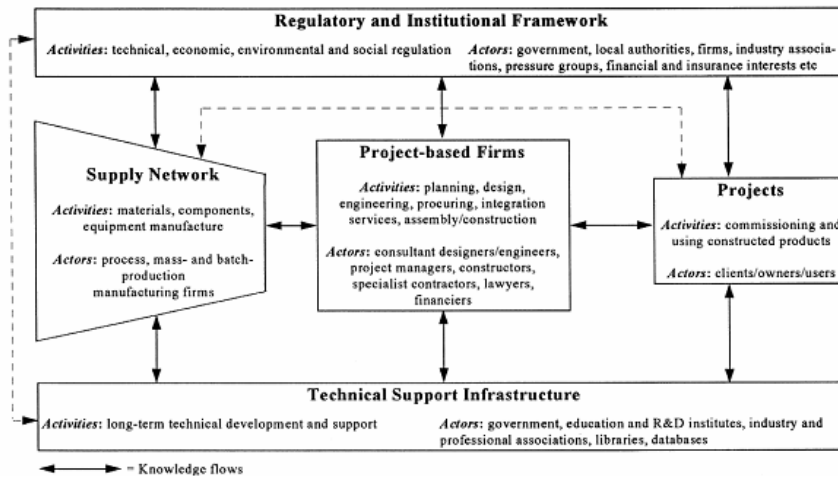 Regulatory and Institutional Framework
Activities: technical, economic, environmental and social regulation
Actors: government, local authorities, firms, industry associa-
tions, pressure groups, financial and insurance interests etc
Supply Network
Activities: materials, components,
equipment manufacture
Actors: process, mass- and batch-
production
manufacturing firms
Project-based Firms
Activities: planning, design,
engineering, procuring, integration
services, assembly/construction
Actors: consultant designers/engineers,
project managers, constructors,
specialist contractors, lawyers,
financiers
Projects
Activities: commissioning and
using constructed products
Actors: clients/owners/users
Technical Support Infrastructure
Activities: long-term technical development and support
Actors: government, education and R&D institutes, industry and
professional associations, libraries, databases
= Knowledge flows